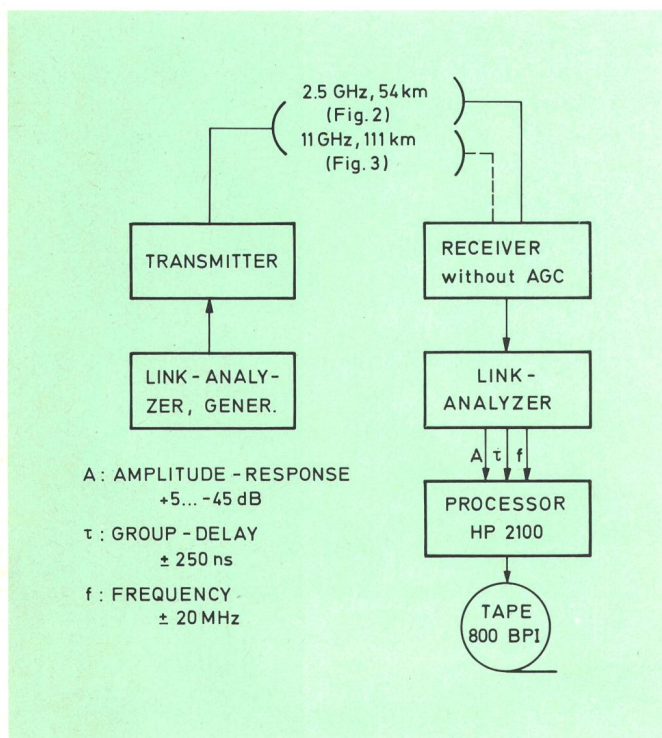 2.5 GHz, 54 km
(Fig. 2)
11 GHz, 111 km
(Fig. 3)
TRANSMITTER
RECEIVER
without AGC
LINK-ANALY-
ZER, GENER.
LINK-
ANALYZER
A τ f
A: AMPLITUDE-RESPONSE
+5... -45 dB
τ: GROUP-DELAY
± 250 ns
f: FREQUENCY
± 20 MHz
PROCESSOR
HP 2100
TAPE
800 BPI